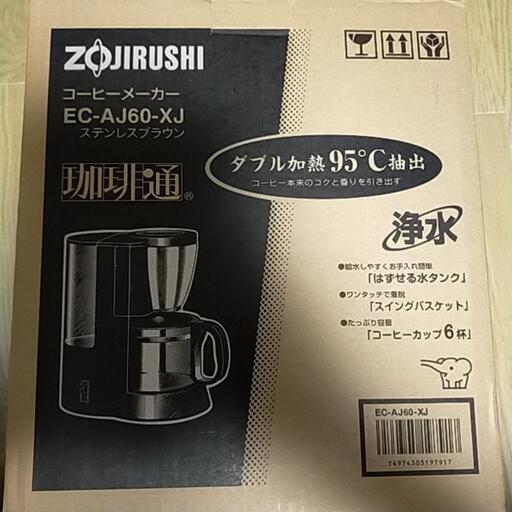 ZOJIRUSHI
コーヒーメーカー
EC-AJ60-XJ
ステンレスブラウン
珈琲通®
ダブル加熱95°C抽出
コーヒー本来のコクと香りを引き出す
浄水
●給水しやすくお手入れ簡単
「はずせる水タンク」
●ワンタッチで着脱
「スイングバスケット」
●たっぷり容量
「コーヒーカップ6杯」
EC-AJ60-XJ
T4974305197917